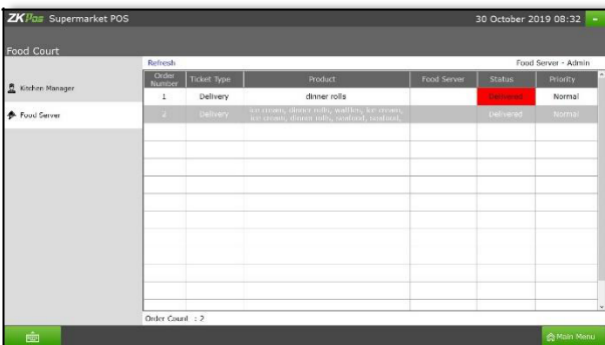 ZKPos Supermarket POS
30 October 2019 08:32
Food Court
Refresh
Food Server - Admin
Kitchen Manager
Food Server
Order Number
Ticket Type
Product
Food Server
Status
Priority
1 Delivery dinner rolls Delivered Normal
2 Delivery ice cream, dinner rolls, waffles, ice cream, Delivered Normal
ice cream, dinner rolls, seafood, seafood,
Order Count : 2
Main Menu